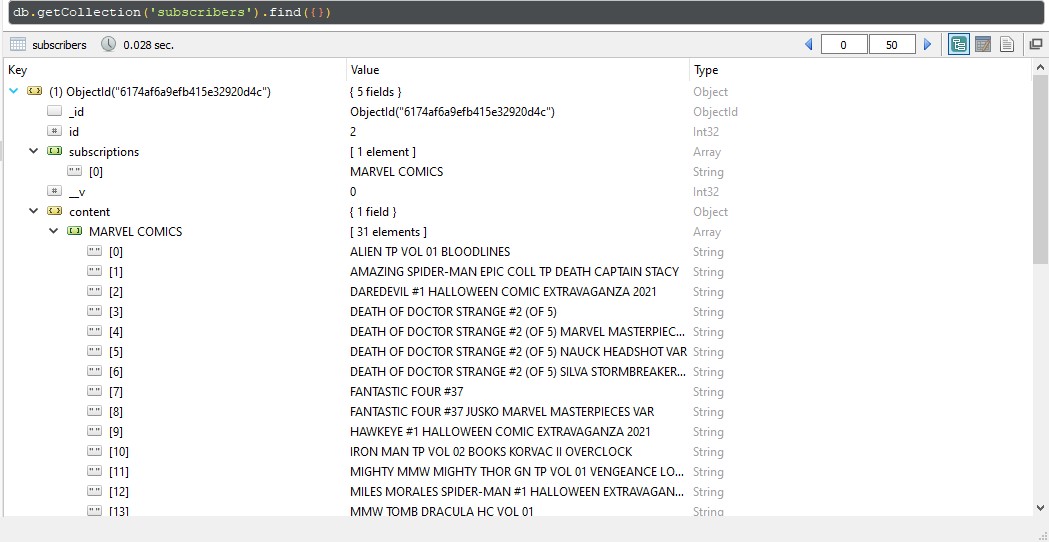 db.getCollection('subscribers').find({})
subscribers 0.028 sec. 0 50
Key Value Type
(1) ObjectId("6174af6a9efb415e32920d4c") { 5 fields } Object
_id ObjectId("6174af6a9efb415e32920d4c") ObjectId
# id 2 Int32
subscriptions [ 1 element ] Array
"" [0] MARVEL COMICS String
# __v 0 Int32
content { 1 field } Object
MARVEL COMICS [ 31 elements ] Array
"" [0] ALIEN TP VOL 01 BLOODLINES String
"" [1] AMAZING SPIDER-MAN EPIC COLL TP DEATH CAPTAIN STACY String
"" [2] DAREDEVIL #1 HALLOWEEN COMIC EXTRAVAGANZA 2021 String
"" [3] DEATH OF DOCTOR STRANGE #2 (OF 5) String
"" [4] DEATH OF DOCTOR STRANGE #2 (OF 5) MARVEL MASTERPIEC... String
"" [5] DEATH OF DOCTOR STRANGE #2 (OF 5) NAUCK HEADSHOT VAR String
"" [6] DEATH OF DOCTOR STRANGE #2 (OF 5) SILVA STORMBREAKER... String
"" [7] FANTASTIC FOUR #37 String
"" [8] FANTASTIC FOUR #37 JUSKO MARVEL MASTERPIECES VAR String
"" [9] HAWKEYE #1 HALLOWEEN COMIC EXTRAVAGANZA 2021 String
"" [10] IRON MAN TP VOL 02 BOOKS KORVAC II OVERCLOCK String
"" [11] MIGHTY MMW MIGHTY THOR GN TP VOL 01 VENGEANCE LO... String
"" [12] MILES MORALES SPIDER-MAN #1 HALLOWEEN EXTRAVAGAN... String
"" [13] MMW TOMB DRACULA HC VOL 01 String